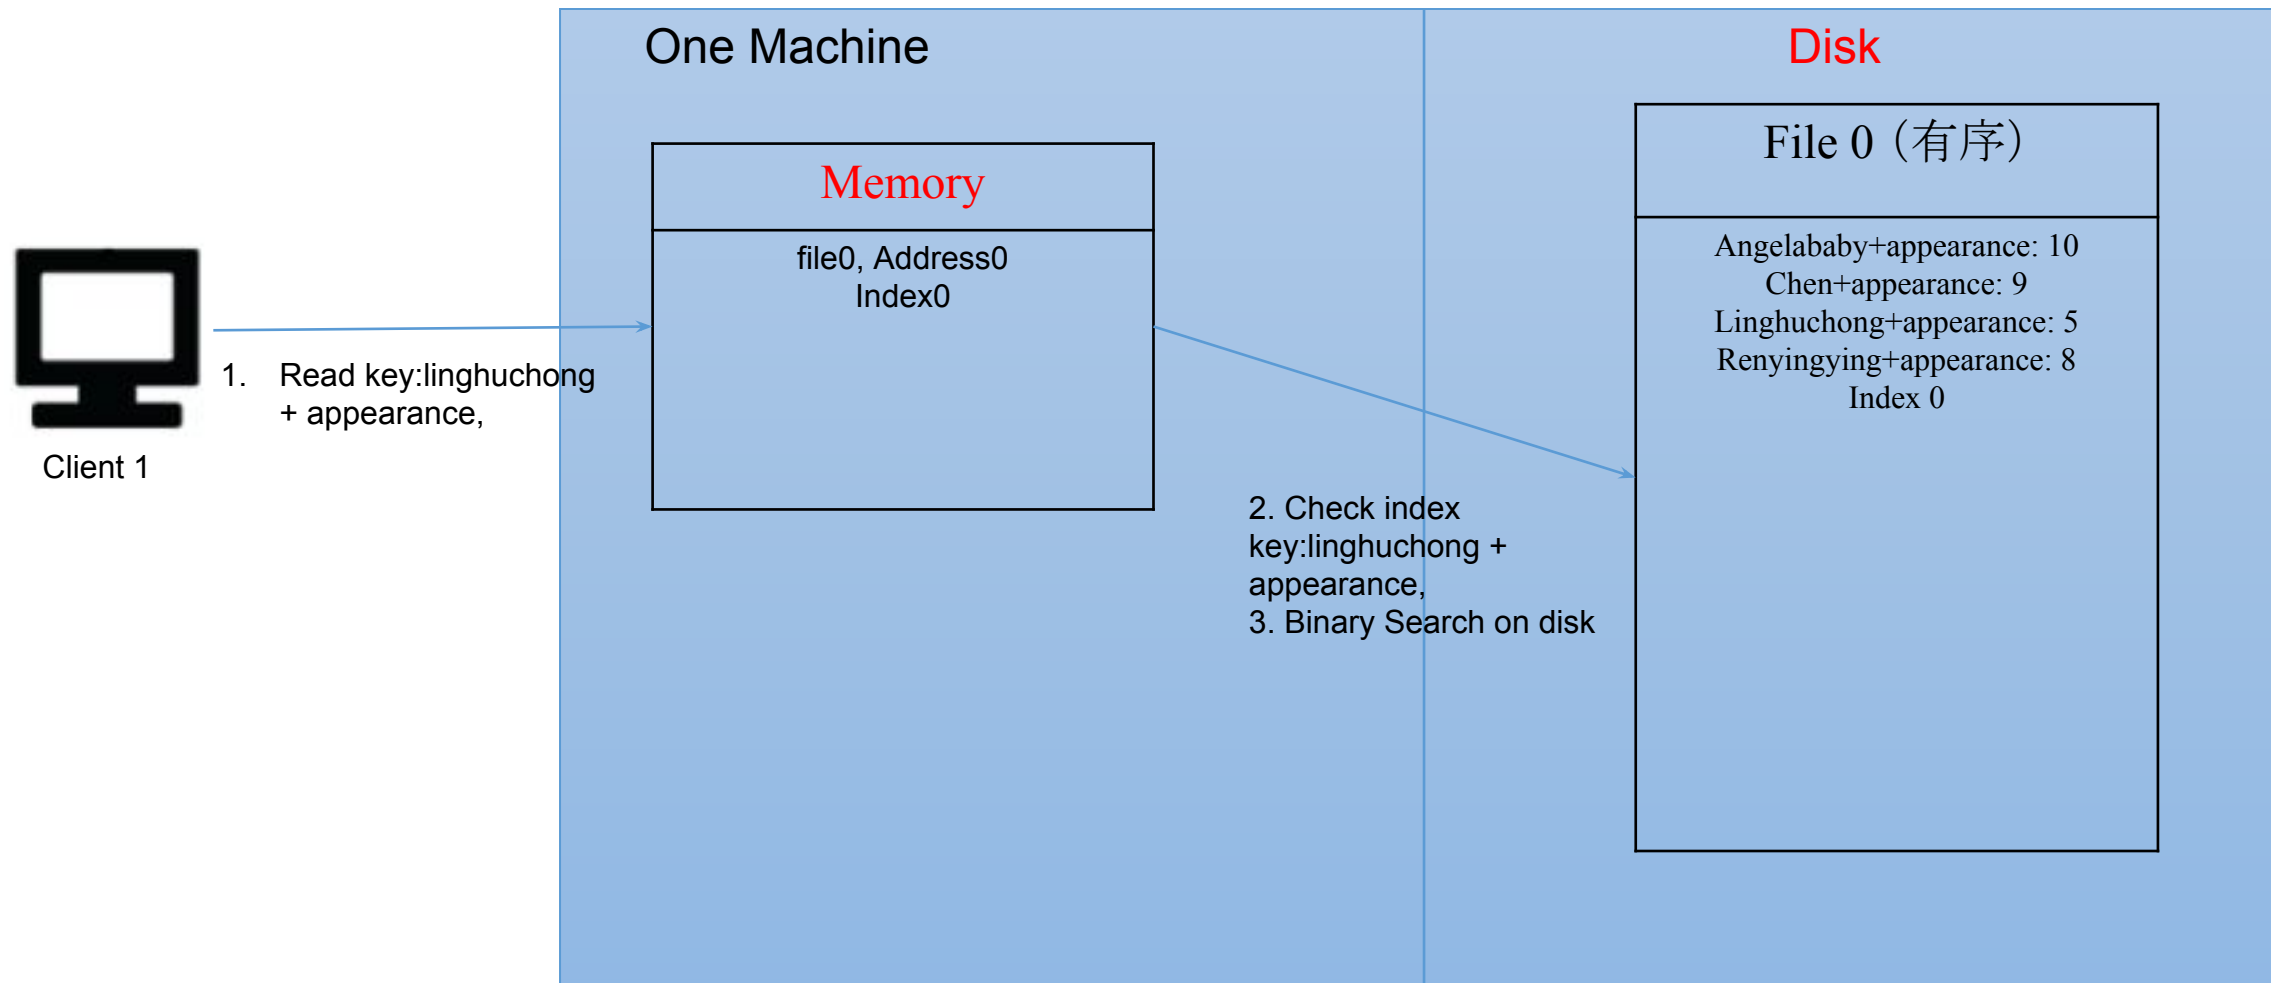 One Machine
Disk
Memory
file0, Address0
Index0
File 0（有序）
Angelababy+appearance: 10
Chen+appearance: 9
Linghuchong+appearance: 5
Renyingying+appearance: 8
Index 0
1. Read key:linghuchong
+ appearance,
Client 1
2. Check index
key:linghuchong +
appearance,
3. Binary Search on disk